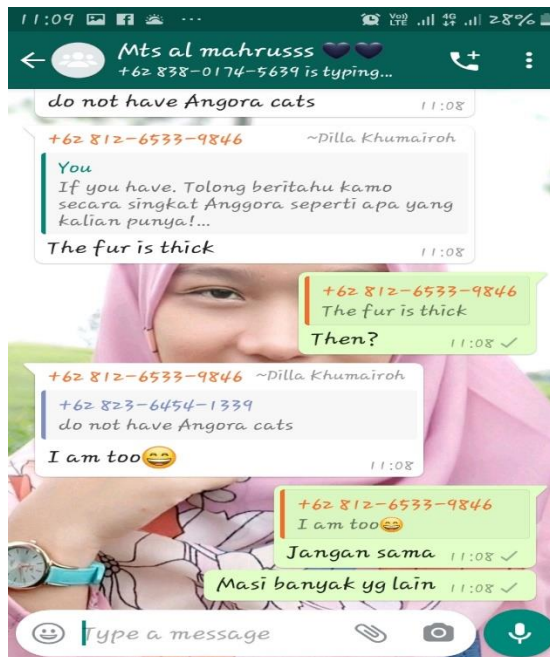 11:09 ... Vo)) LTE 4G 28%
Mts al mahrusss 🖤🖤
+62 838-0174-5639 is typing...
do not have Angora cats 11:08
+62 812-6533-9846 ~Dilla Khumairoh
You
If you have. Tolong beritahu kamo
secara singkat Anggora seperti apa yang
kalian punya!...
The fur is thick 11:08
+62 812-6533-9846
The fur is thick
Then? 11:08
+62 812-6533-9846 ~Dilla Khumairoh
+62 823-6454-1339
do not have Angora cats
I am too😄 11:08
+62 812-6533-9846
I am too😄
Jangan sama 11:08
Masi banyak yg lain 11:08
Type a message